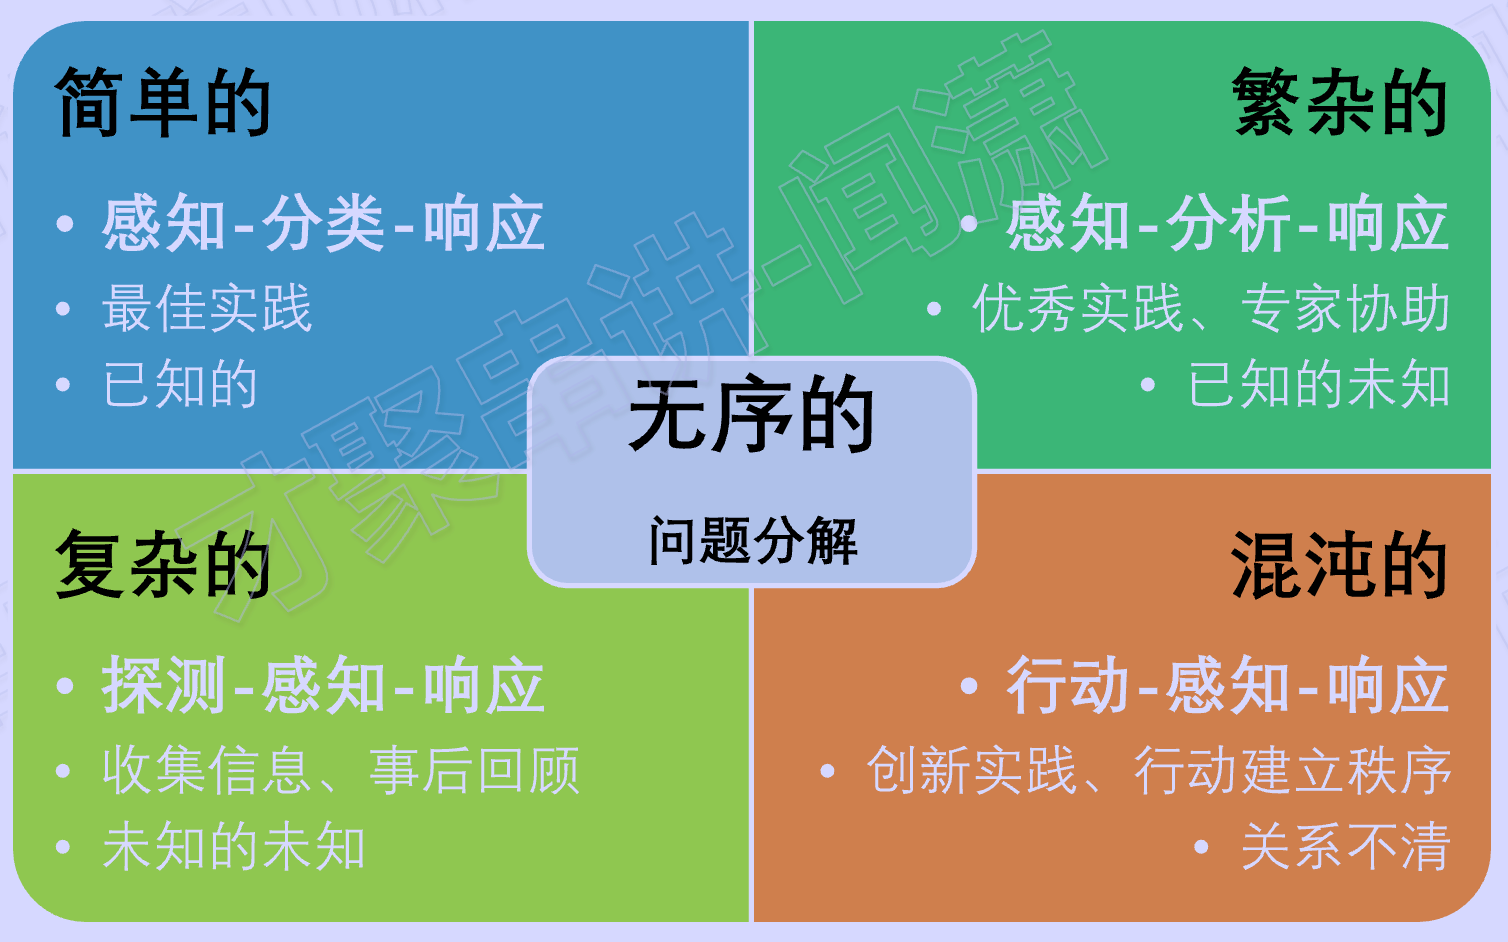 简单的
• 感知-分类-响应
• 最佳实践
• 已知的
繁杂的
• 感知-分析-响应
• 优秀实践、专家协助
• 已知的未知
无序的
问题分解
复杂的
• 探测-感知-响应
• 收集信息、事后回顾
• 未知的未知
混沌的
• 行动-感知-响应
• 创新实践、行动建立秩序
• 关系不清
才聚串讲-闻潇